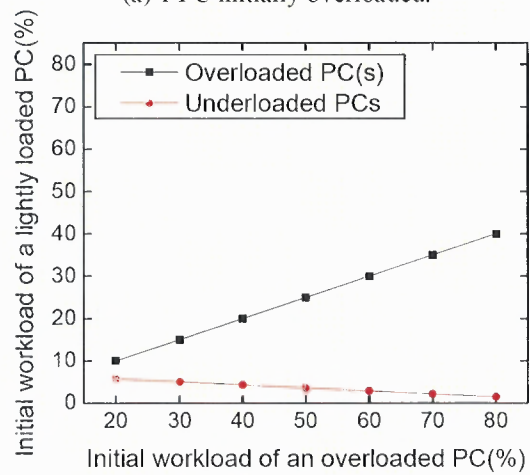 (a) 1 PC initially overloaded.
Overloaded PC(s)
Underloaded PCs
Initial workload of a lightly loaded PC(%)
80
70
60
50
40
30
20
10
0
20 30 40 50 60 70 80
Initial workload of an overloaded PC(%)